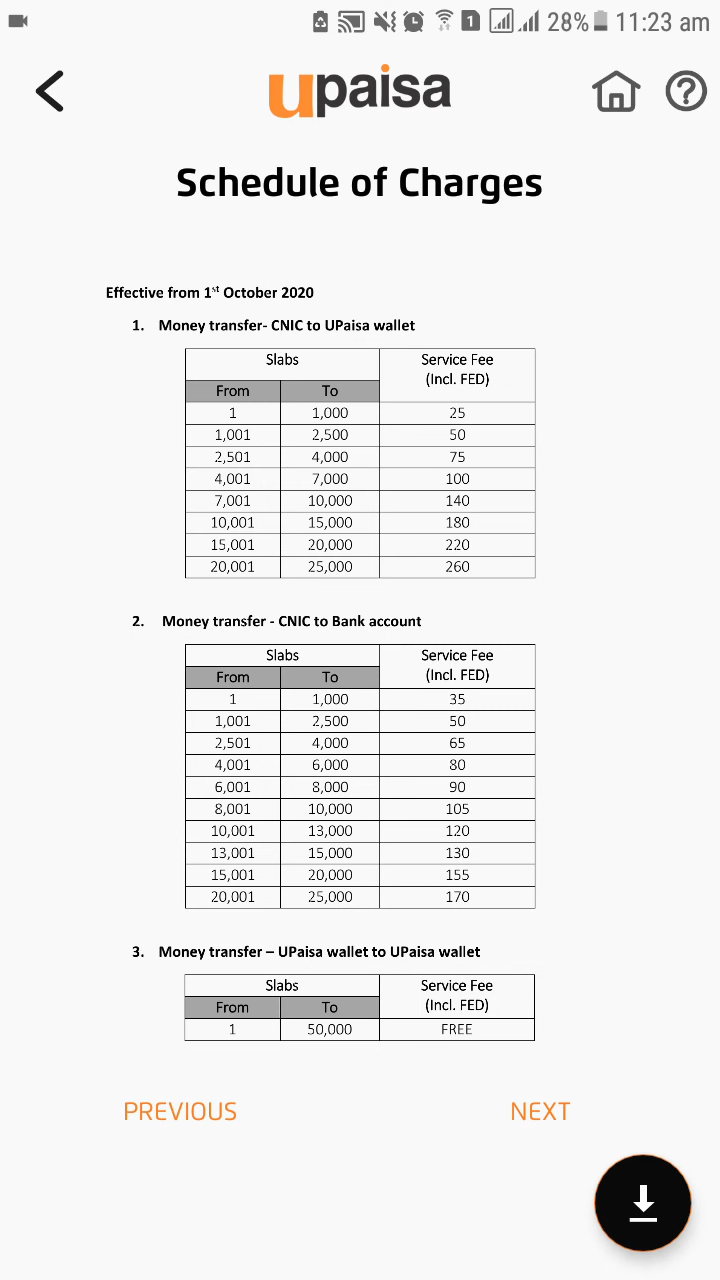 1 28% 11:23 am
upaisa
Schedule of Charges
Effective from 1st October 2020
1. Money transfer- CNIC to UPaisa wallet
Slabs Service Fee
(Incl. FED)
From To
1 1,000 25
1,001 2,500 50
2,501 4,000 75
4,001 7,000 100
7,001 10,000 140
10,001 15,000 180
15,001 20,000 220
20,001 25,000 260
2. Money transfer - CNIC to Bank account
Slabs Service Fee
From To (Incl. FED)
1 1,000 35
1,001 2,500 50
2,501 4,000 65
4,001 6,000 80
6,001 8,000 90
8,001 10,000 105
10,001 13,000 120
13,001 15,000 130
15,001 20,000 155
20,001 25,000 170
3. Money transfer – UPaisa wallet to UPaisa wallet
Slabs Service Fee
From To (Incl. FED)
1 50,000 FREE
PREVIOUS NEXT